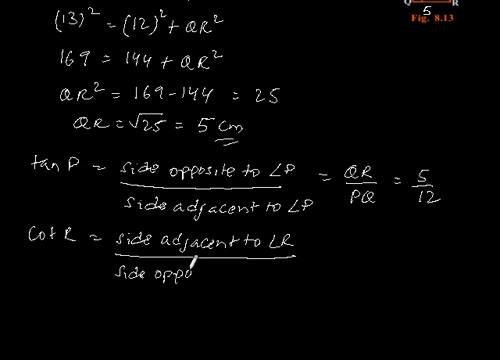 Q 5 R
Fig. 8.13
(13)² = (12)² + QR²
169 = 144 + QR²
QR² = 169 - 144 = 25
QR = √25 = 5 cm
tan P = side opposite to ∠P / side adjacent to ∠P = QR / PQ = 5 / 12
Cot R = side adjacent to ∠R / side oppo